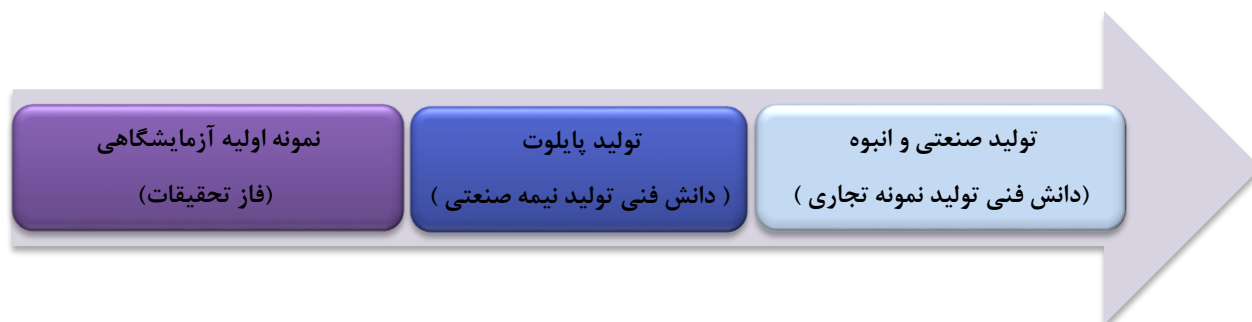 نمونه اولیه آزمایشگاهی
(فاز تحقیقات)
تولید پایلوت
( دانش فنی تولید نیمه صنعتی )
تولید صنعتی و انبوه
(دانش فنی تولید نمونه تجاری )